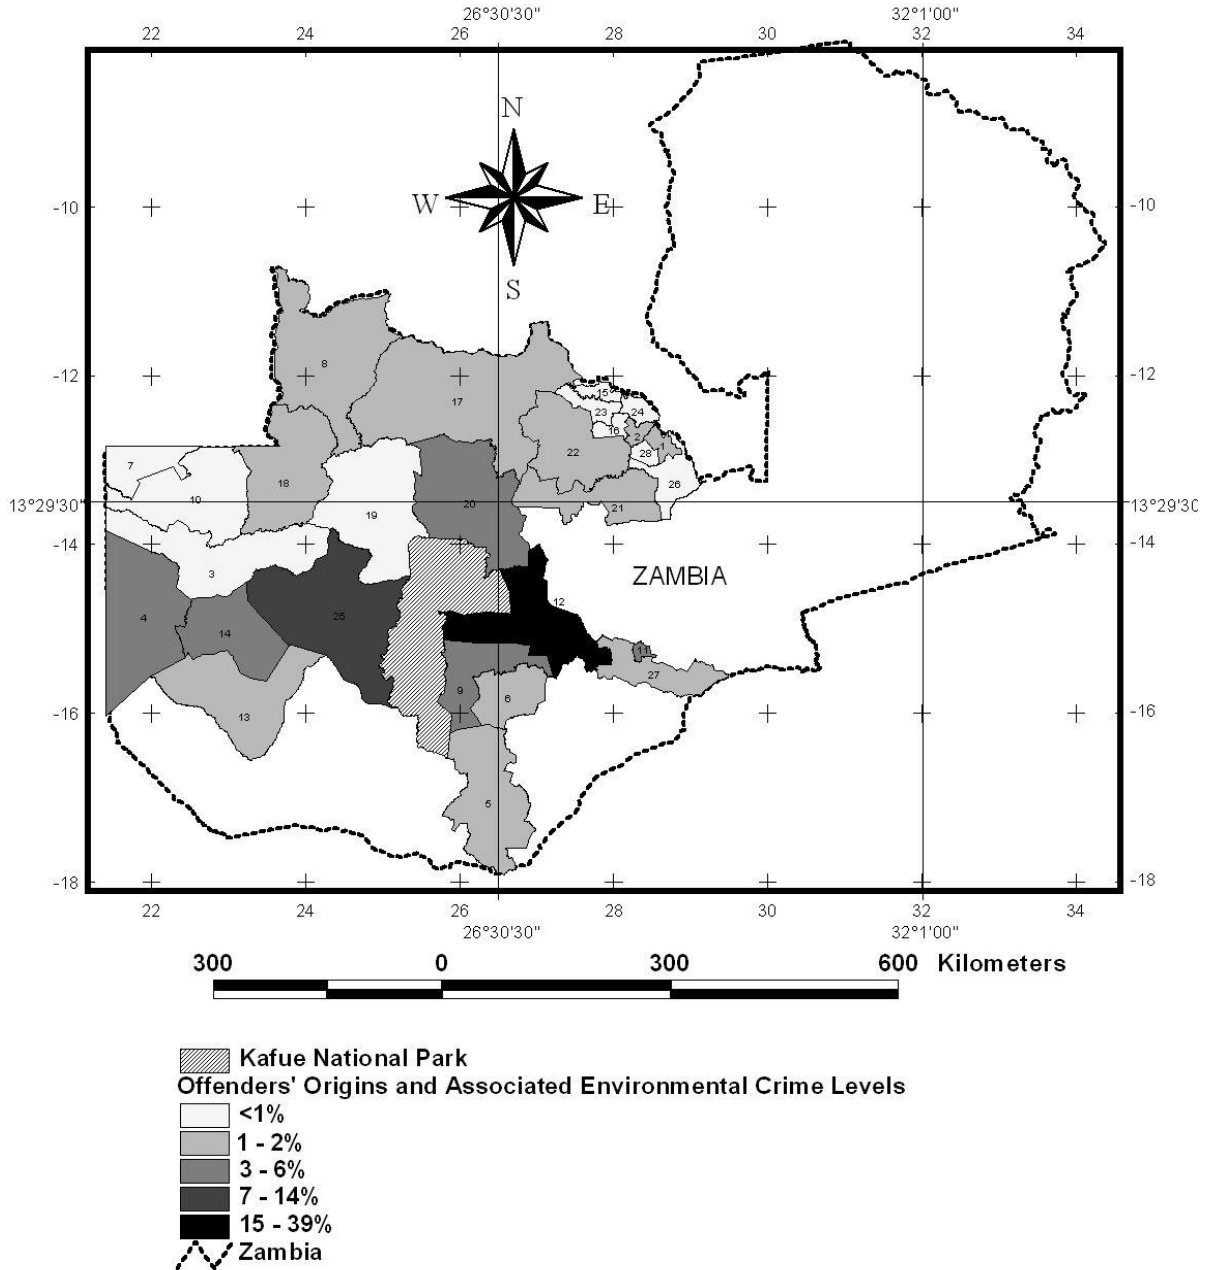 26°30'30" 32°1'00"
22 24 26 28 30 32 34
N
W E
S
-10 -10
8
-12 -12
17
15
23 24
16
2
1
22
28
7
18
26
10
20
21
13°29'30" 13°29'30
19
-14 -14
3
ZAMBIA
12
25
4
14
11
27
9
6
13
-16 -16
5
-18 -18
22 24 26 28 30 32 34
26°30'30" 32°1'00"
300 0 300 600 Kilometers
Kafue National Park
Offenders' Origins and Associated Environmental Crime Levels
<1%
1 - 2%
3 - 6%
7 - 14%
15 - 39%
Zambia